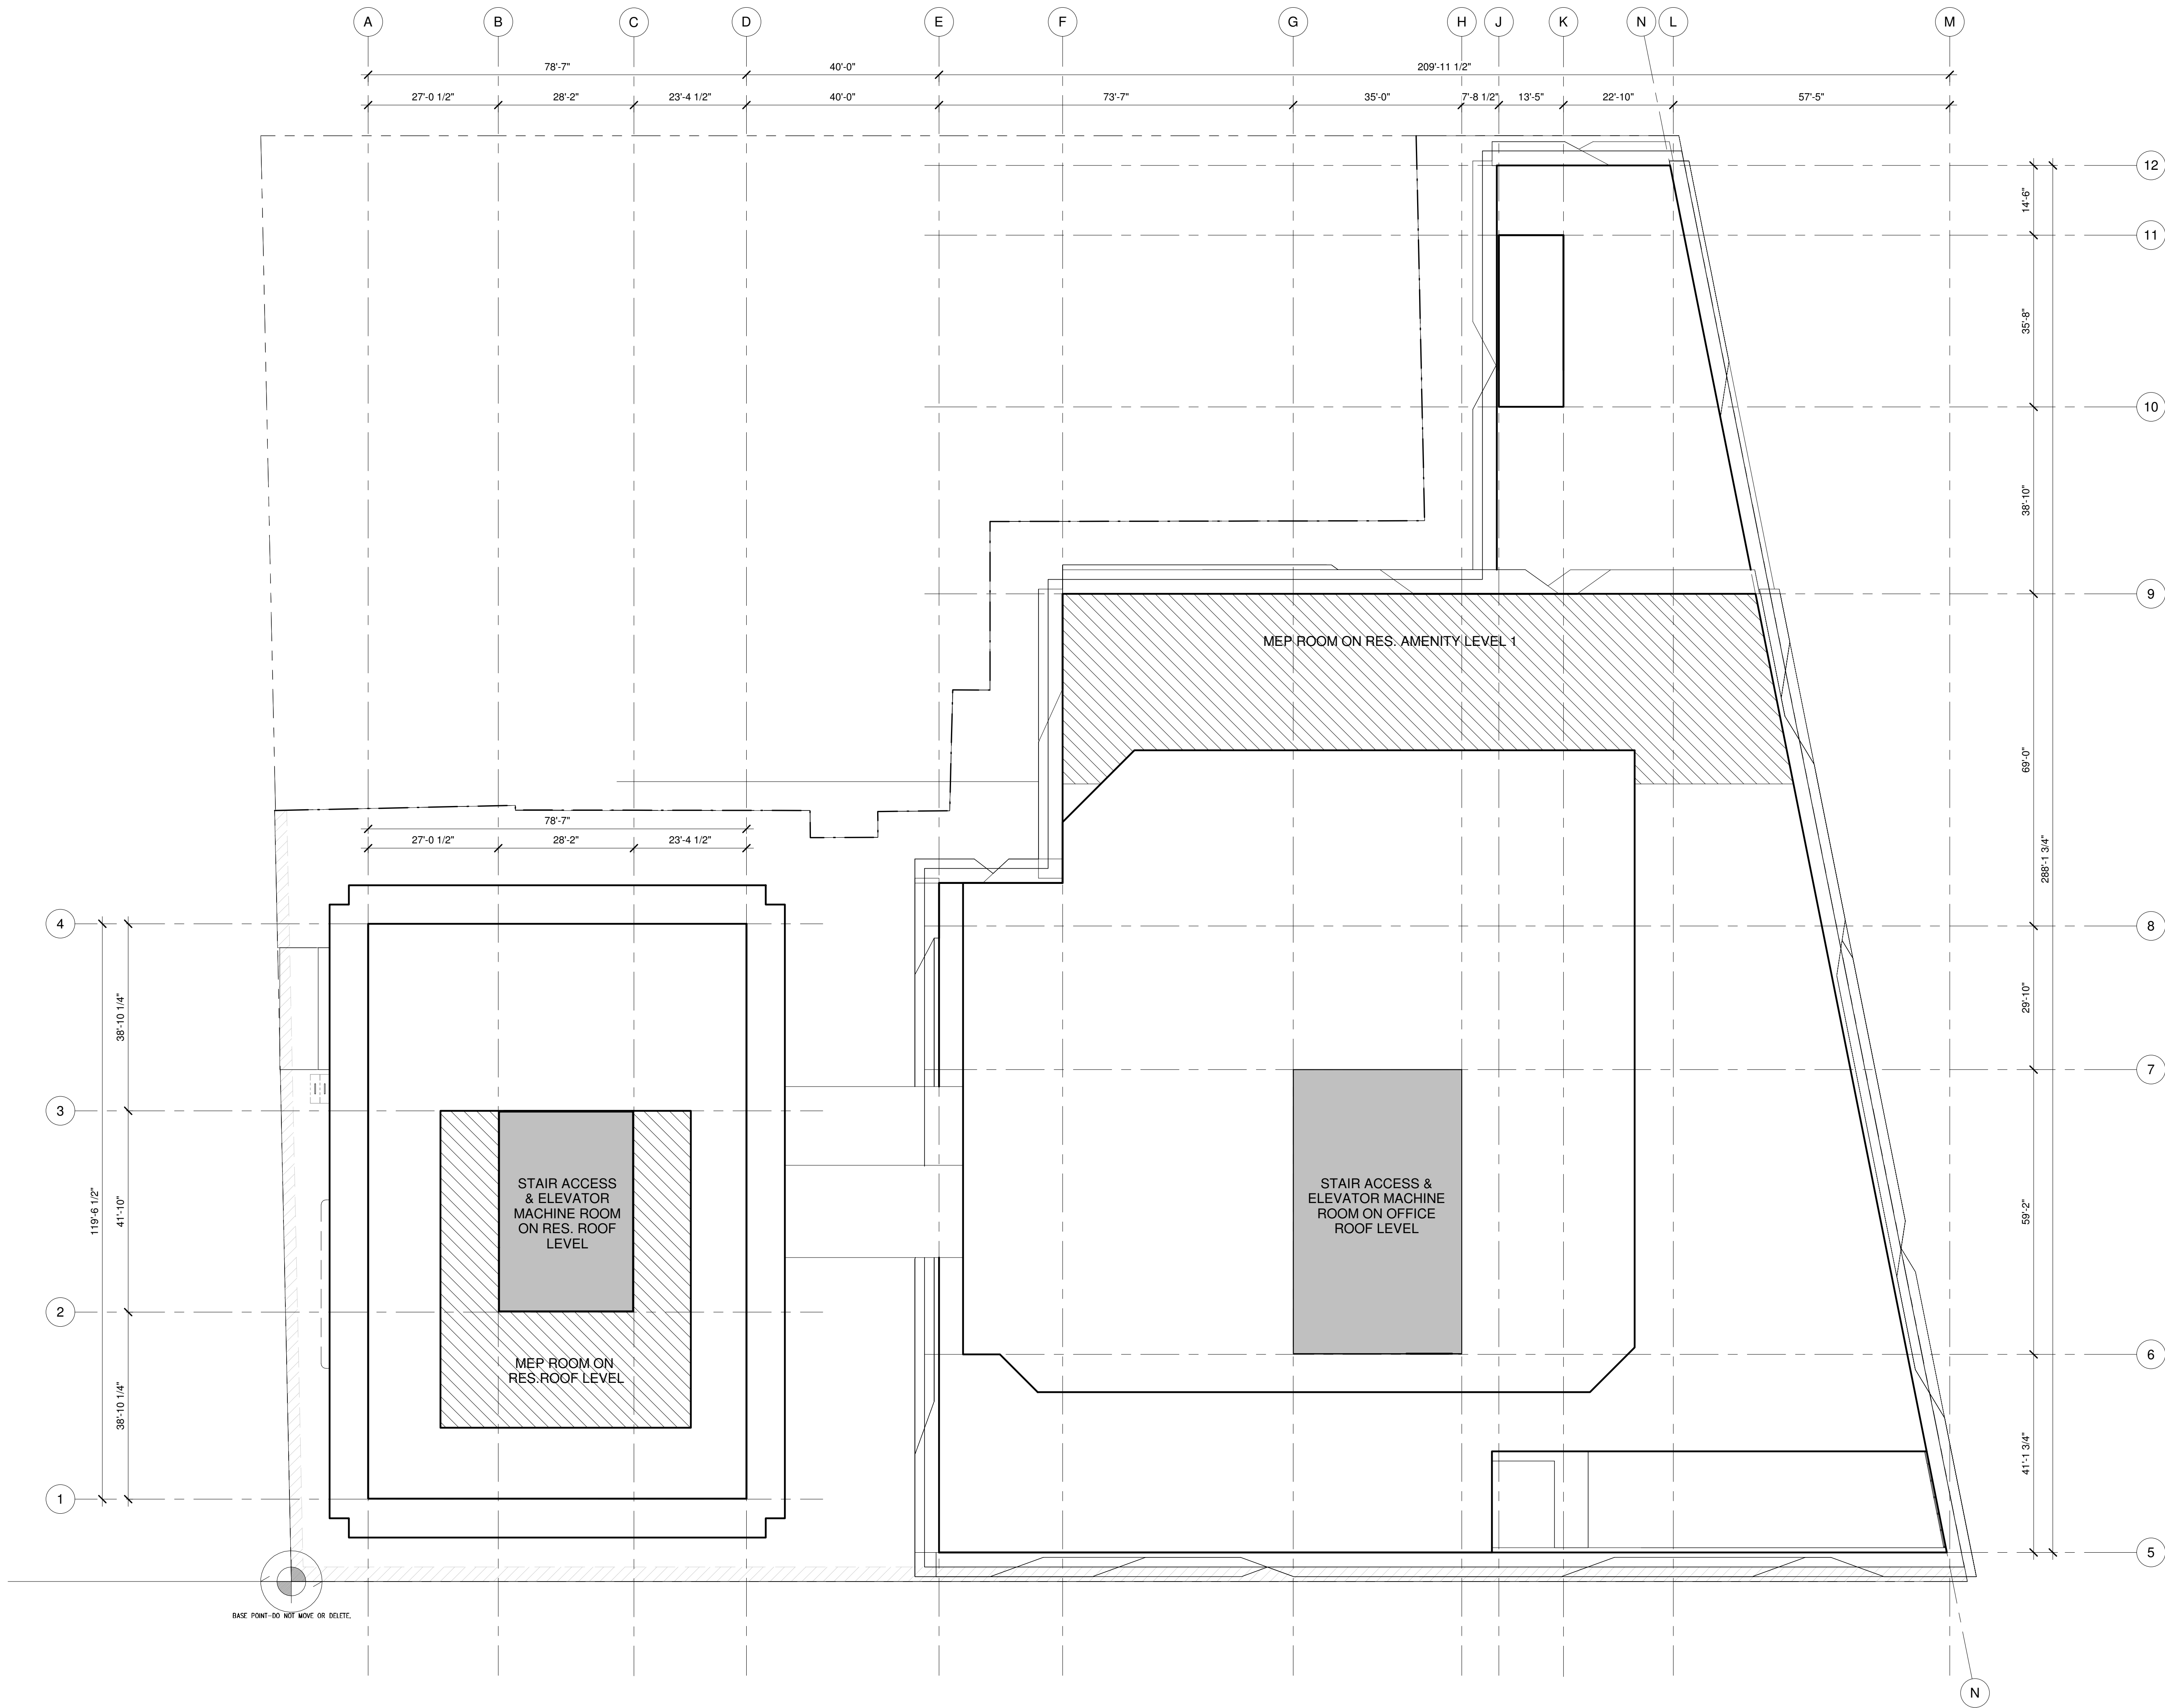 A B C D E F G H J K N L M
78'-7" 40'-0" 209'-11 1/2"
27'-0 1/2" 28'-2" 23'-4 1/2" 40'-0" 73'-7" 35'-0" 7'-8 1/2" 13'-5" 22'-10" 57'-5"
12
14'-6"
11
35'-8"
10
38'-10"
9
MEP ROOM ON RES. AMENITY LEVEL 1
69'-0"
78'-7"
27'-0 1/2" 28'-2" 23'-4 1/2"
288'-1 3/4"
4
8
38'-10 1/4"
29'-10"
7
3
STAIR ACCESS
& ELEVATOR
MACHINE ROOM
ON RES. ROOF
LEVEL
STAIR ACCESS &
ELEVATOR MACHINE
ROOM ON OFFICE
ROOF LEVEL
119'-6 1/2"
41'-10"
59'-2"
2
6
MEP ROOM ON
RES.ROOF LEVEL
38'-10 1/4"
41'-1 3/4"
1
5
BASE POINT-DO NOT MOVE OR DELETE.
N